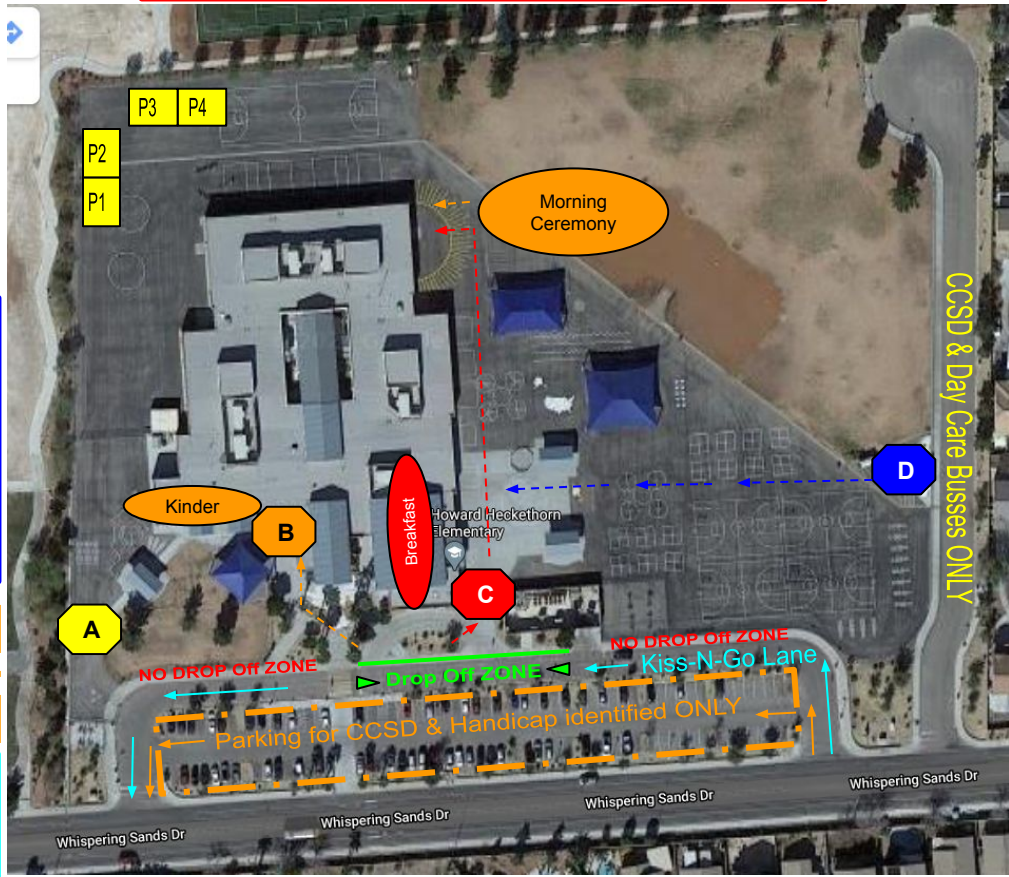 P3
P4
P2
P1
Morning
Ceremony
CCSD & Day Care Busses ONLY
D
Kinder
B
Breakfast
Howard Heckethorn
Elementary
C
A
NO DROP Off ZONE
NO DROP Off ZONE
Drop Off ZONE
Kiss-N-Go Lane
Parking for CCSD & Handicap identified ONLY
Whispering Sands Dr
Whispering Sands Dr
Whispering Sands Dr
Whispering Sands Dr